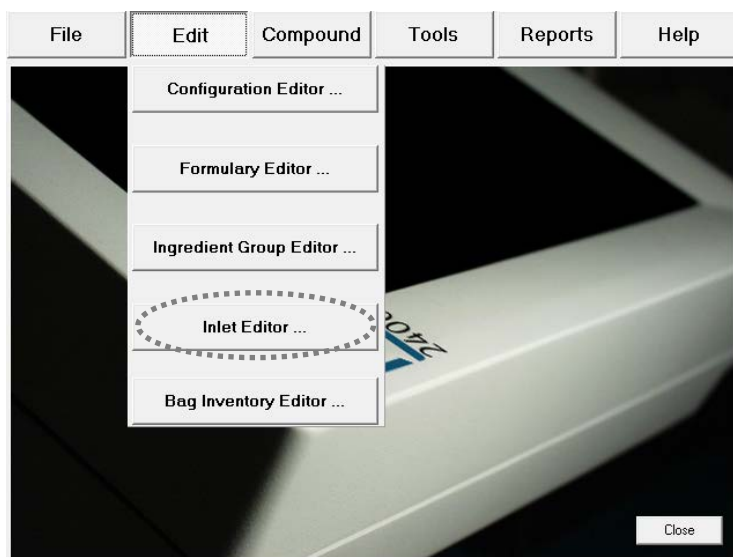 File Edit Compound Tools Reports Help
Configuration Editor ...
Formulary Editor ...
Ingredient Group Editor ...
Inlet Editor ...
2400
Bag Inventory Editor ...
Close